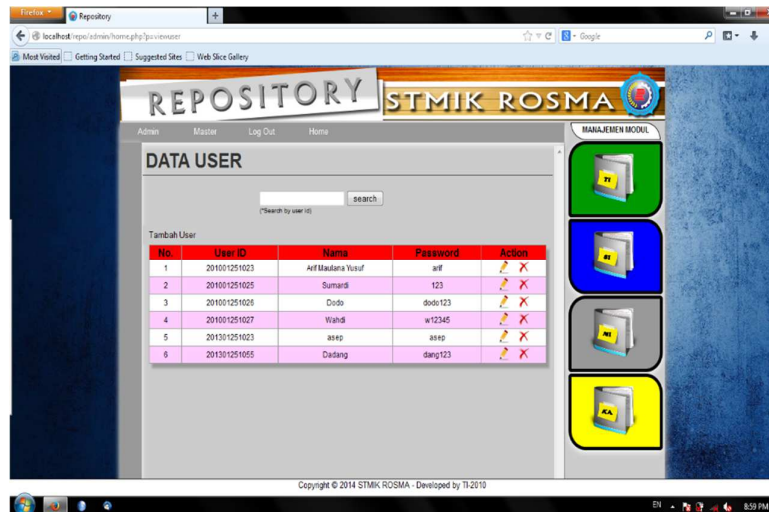 Firefox
Repository
localhost/repo/admin/home.php?p=viewuser
Google
Most Visited Getting Started Suggested Sites Web Slice Gallery
REPOSITORY STMIK ROSMA
Admin Master Log Out Home
MANAJEMEN MODUL
DATA USER
search
(*Search by user id)
Tambah User
No. User ID Nama Password Action
1 201001251023 Arif Maulana Yusuf arif
2 201001251025 Sumardi 123
3 201001251026 Dodo dodo123
4 201001251027 Wahdi w12345
5 201301251023 asep asep
6 201301251055 Dadang dang123
TI
SI
MI
KA
Copyright © 2014 STMIK ROSMA - Developed by TI-2010
EN 8:59 PM